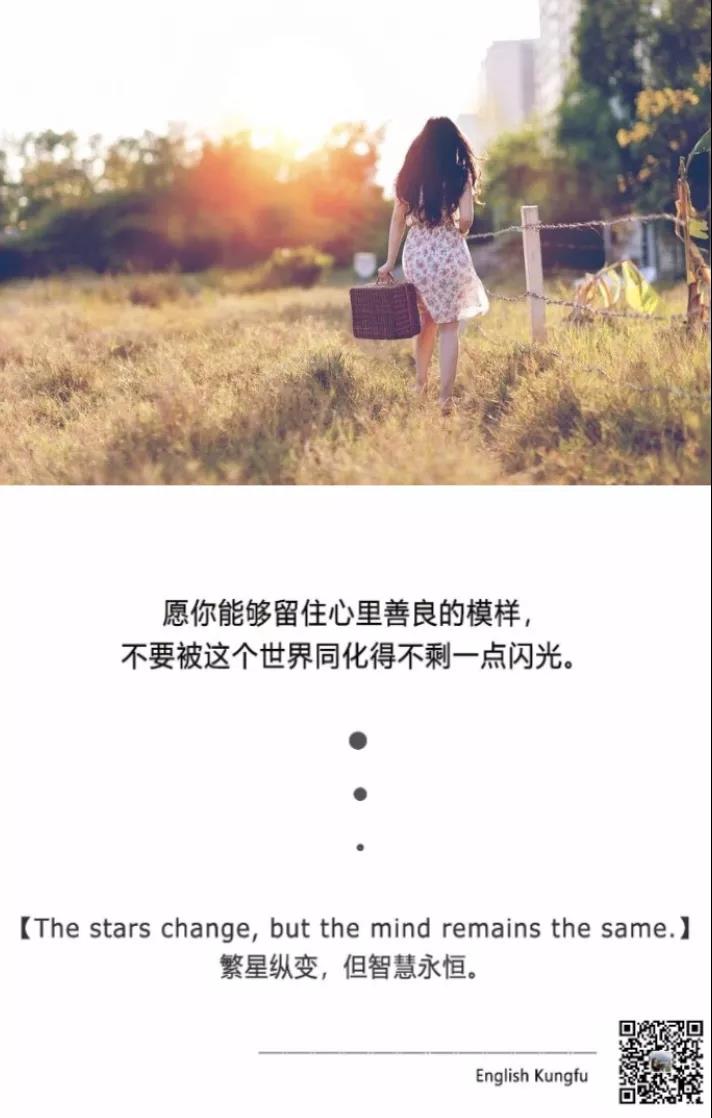 愿你能够留住心里善良的模样，
不要被这个世界同化得不剩一点闪光。
【The stars change, but the mind remains the same.】
繁星纵变，但智慧永恒。
English Kungfu